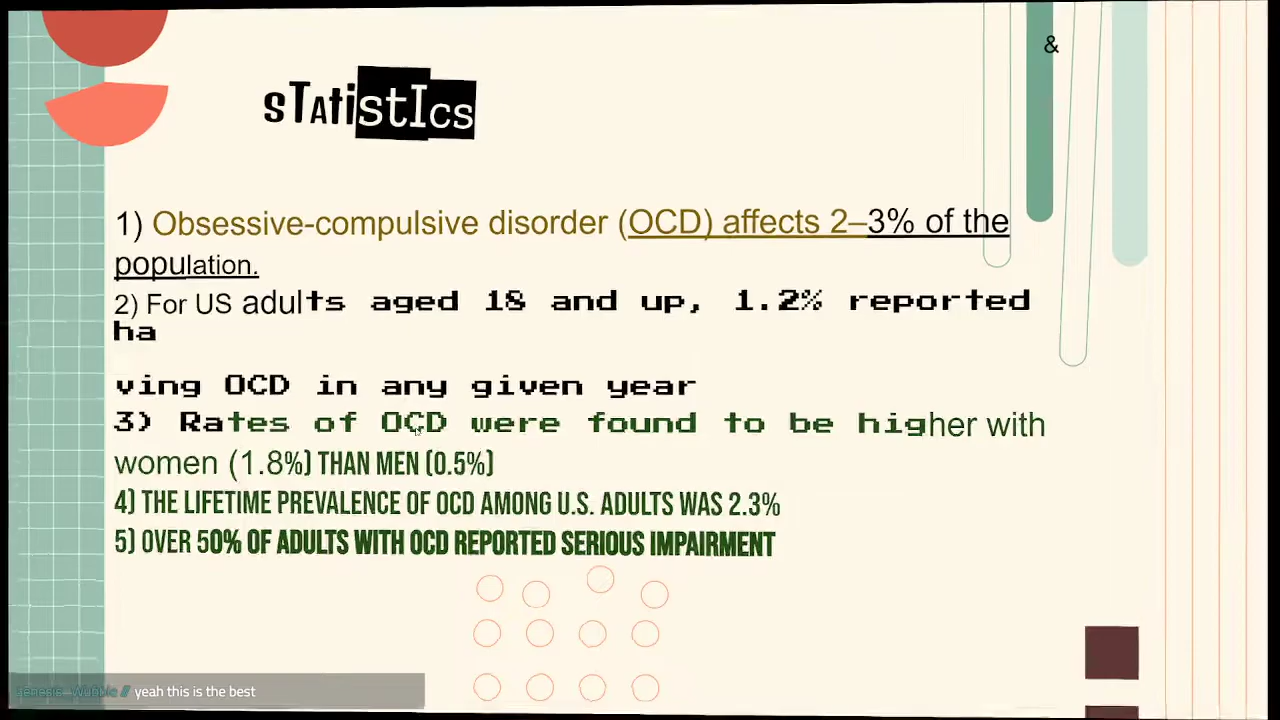 &
sTAtistIcs
1) Obsessive-compulsive disorder (OCD) affects 2–3% of the
population.
2) For US adults aged 18 and up, 1.2% reported
ha
ving OCD in any given year
3) Rates of OCD were found to be higher with
women (1.8%) THAN MEN (0.5%)
4) THE LIFETIME PREVALENCE OF OCD AMONG U.S. ADULTS WAS 2.3%
5) OVER 50% OF ADULTS WITH OCD REPORTED SERIOUS IMPAIRMENT
genesis_Wubbie // yeah this is the best